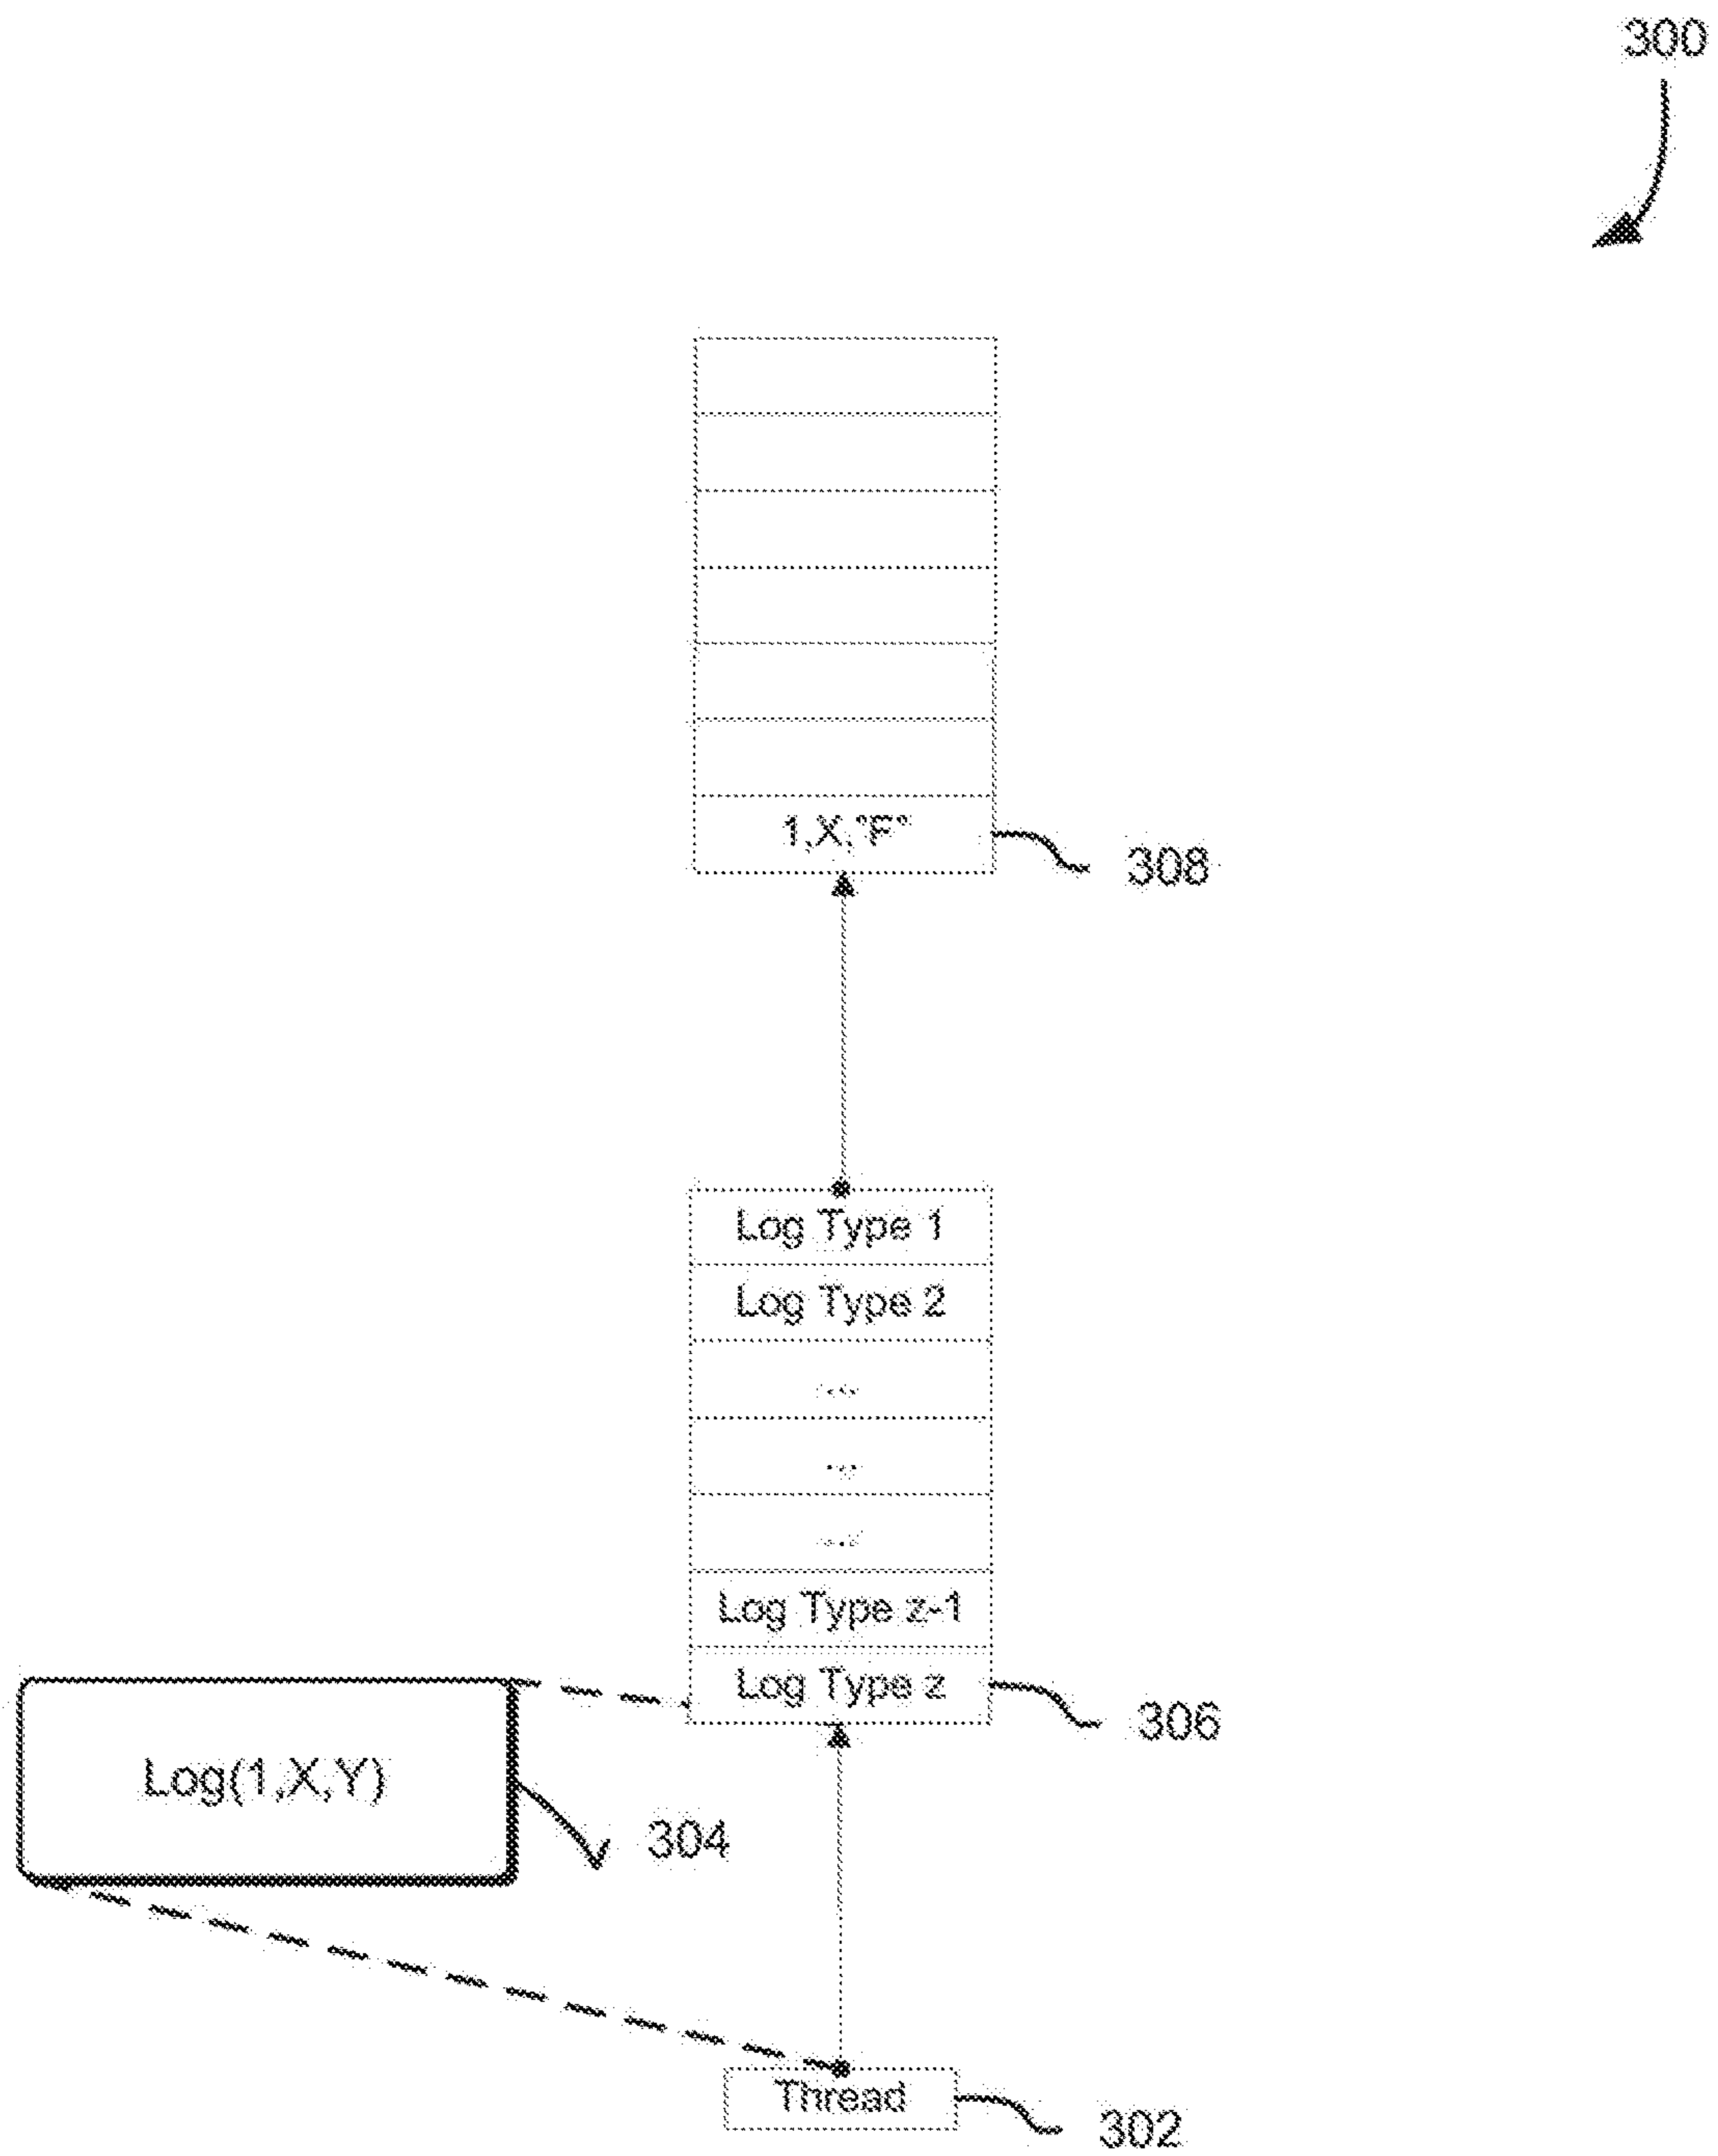 300
1,X,"F"
308
Log Type 1
Log Type 2
...
...
...
Log Type z-1
Log Type z
306
Log(1,X,Y)
304
Thread
302